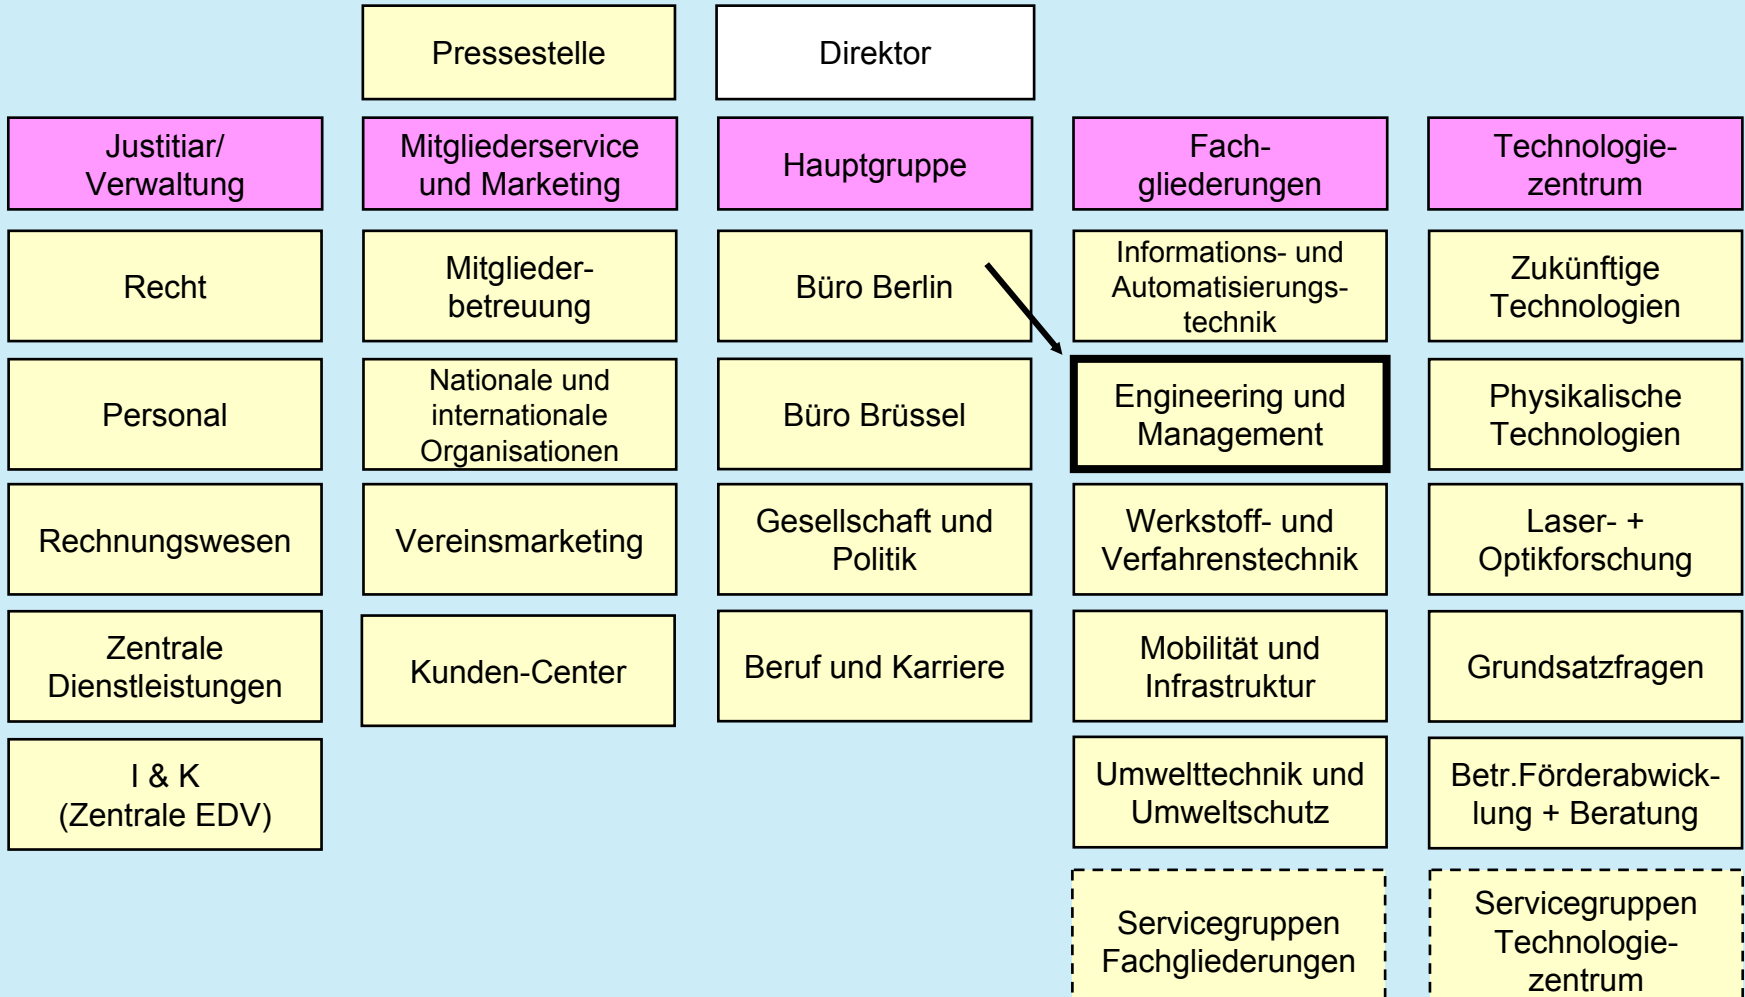 Pressestelle
Direktor
Justitiar/
Verwaltung
Mitgliederservice
und Marketing
Hauptgruppe
Fach-
gliederungen
Technologie-
zentrum
Recht
Mitglieder-
betreuung
Büro Berlin
Informations- und
Automatisierungs-
technik
Zukünftige
Technologien
Personal
Nationale und
internationale
Organisationen
Büro Brüssel
Engineering und
Management
Physikalische
Technologien
Rechnungswesen
Vereinsmarketing
Gesellschaft und
Politik
Werkstoff- und
Verfahrenstechnik
Laser- +
Optikforschung
Zentrale
Dienstleistungen
Kunden-Center
Beruf und Karriere
Mobilität und
Infrastruktur
Grundsatzfragen
I & K
(Zentrale EDV)
Umwelttechnik und
Umweltschutz
Betr.Förderabwick-
lung + Beratung
Servicegruppen
Fachgliederungen
Servicegruppen
Technologie-
zentrum